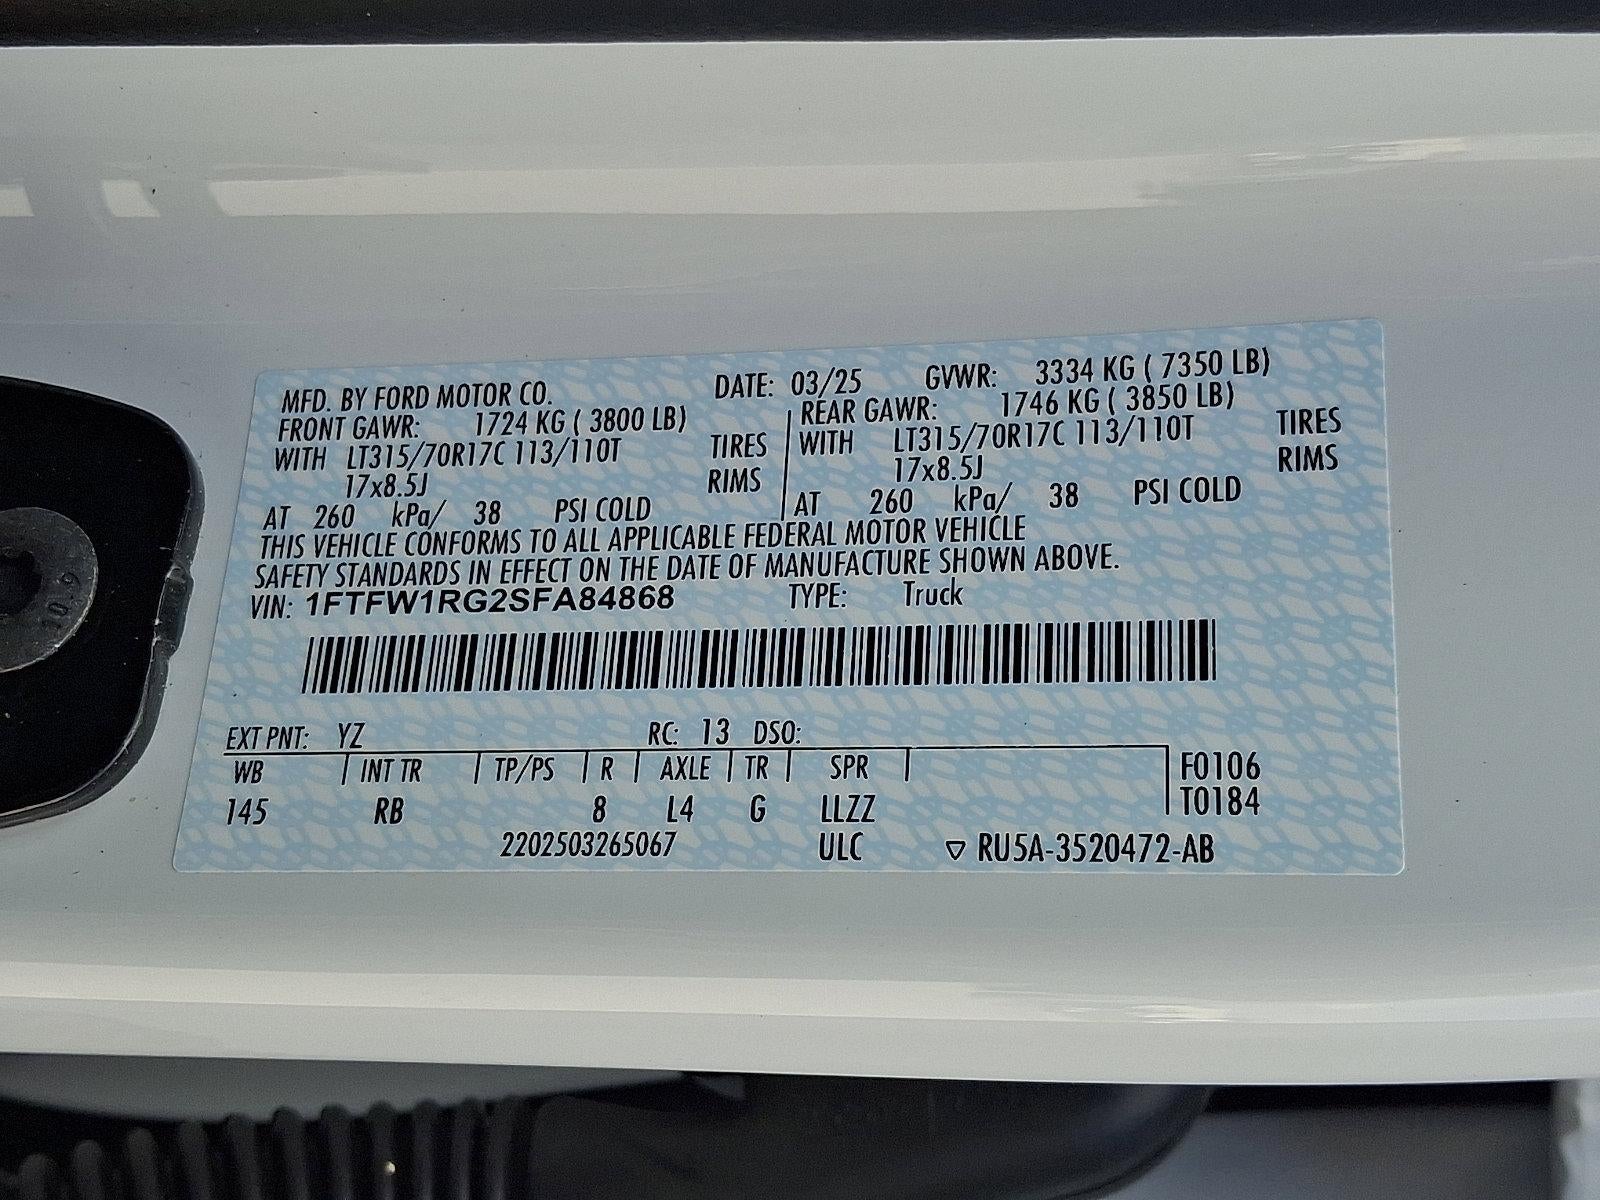 MFD. BY FORD MOTOR CO. DATE: 03/25 GVWR: 3334 KG ( 7350 LB)
FRONT GAWR: 1724 KG ( 3800 LB) REAR GAWR: 1746 KG ( 3850 LB)
WITH LT315/70R17C 113/110T TIRES WITH LT315/70R17C 113/110T TIRES
17x8.5J RIMS 17x8.5J RIMS
AT 260 kPa/ 38 PSI COLD AT 260 kPa/ 38 PSI COLD
THIS VEHICLE CONFORMS TO ALL APPLICABLE FEDERAL MOTOR VEHICLE
SAFETY STANDARDS IN EFFECT ON THE DATE OF MANUFACTURE SHOWN ABOVE.
VIN: 1FTFW1RG2SFA84868 TYPE: Truck
EXT PNT: YZ RC: 13 DSO:
WB INT TR TP/PS R AXLE TR SPR F0106
145 RB 8 L4 G LLZZ T0184
2202503265067 ULC ▽ RU5A-3520472-AB
10.9